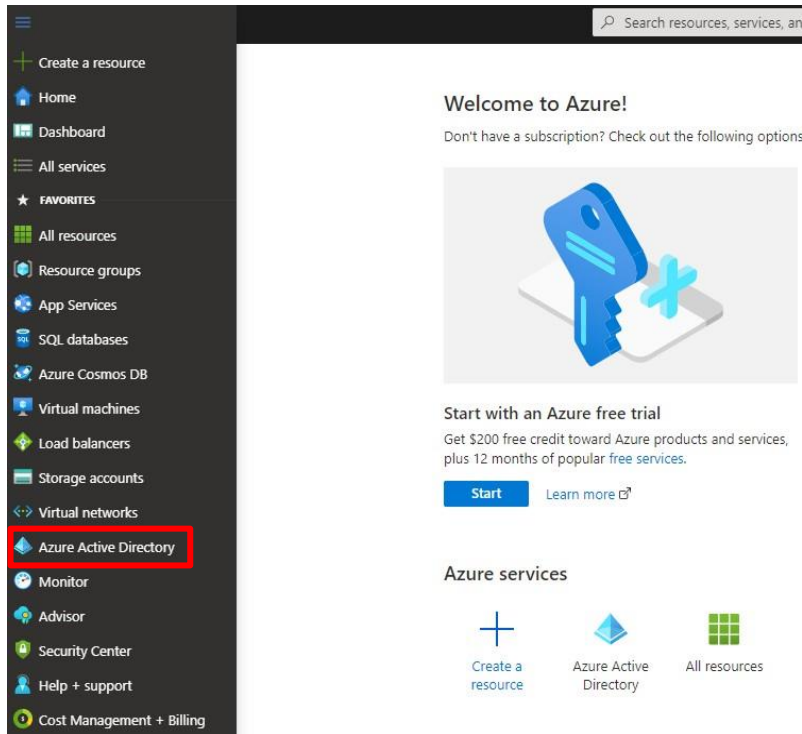 Search resources, services, an
Create a resource
Home
Dashboard
All services
FAVORITES
All resources
Resource groups
App Services
SQL databases
Azure Cosmos DB
Virtual machines
Load balancers
Storage accounts
Virtual networks
Azure Active Directory
Monitor
Advisor
Security Center
Help + support
Cost Management + Billing
Welcome to Azure!
Don't have a subscription? Check out the following options
Start with an Azure free trial
Get $200 free credit toward Azure products and services,
plus 12 months of popular free services.
Start Learn more
Azure services
Create a
resource
Azure Active
Directory
All resources